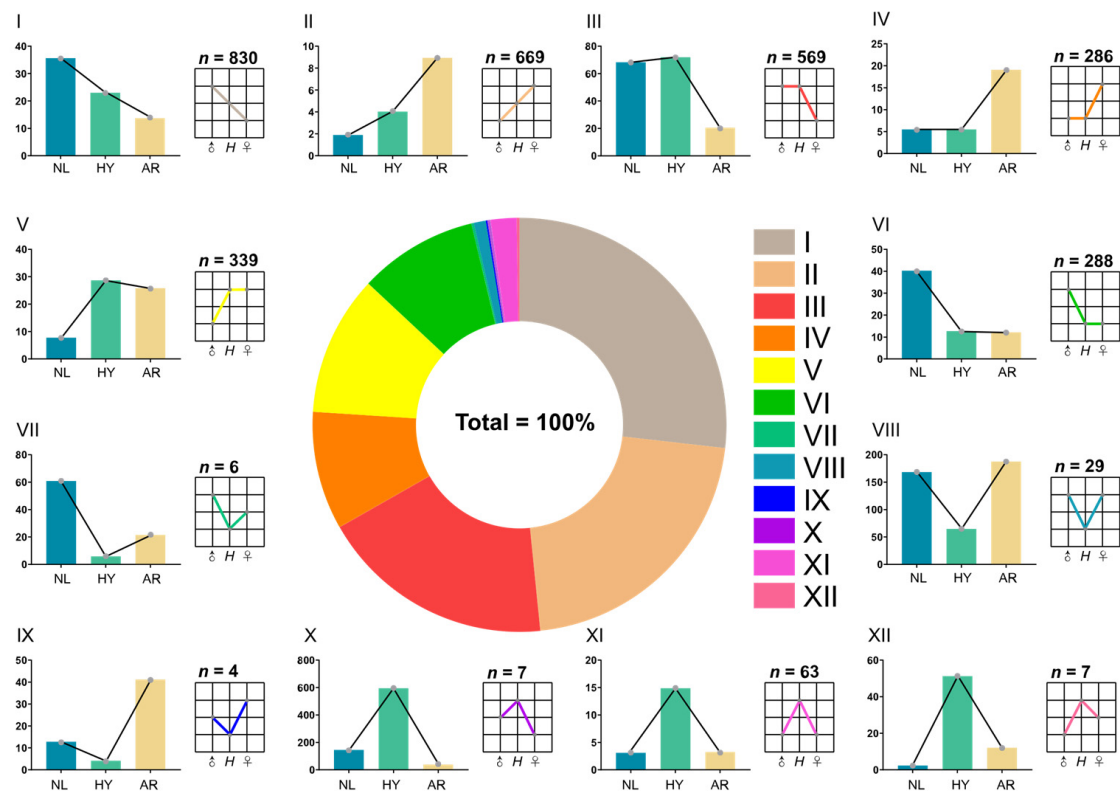 I
n = 830
40
30
20
10
0
NL HY AR
♂ H ♀
II
n = 669
10
8
6
4
2
0
NL HY AR
♂ H ♀
III
n = 569
80
60
40
20
0
NL HY AR
♂ H ♀
IV
n = 286
25
20
15
10
5
0
NL HY AR
♂ H ♀
V
n = 339
40
30
20
10
0
NL HY AR
♂ H ♀
Total = 100%
I
II
III
IV
V
VI
VII
VIII
IX
X
XI
XII
VI
n = 288
50
40
30
20
10
0
NL HY AR
♂ H ♀
VII
n = 6
80
60
40
20
0
NL HY AR
♂ H ♀
VIII
n = 29
200
150
100
50
0
NL HY AR
♂ H ♀
IX
n = 4
50
40
30
20
10
0
NL HY AR
♂ H ♀
X
n = 7
800
600
400
200
0
NL HY AR
♂ H ♀
XI
n = 63
20
15
10
5
0
NL HY AR
♂ H ♀
XII
n = 7
60
40
20
0
NL HY AR
♂ H ♀